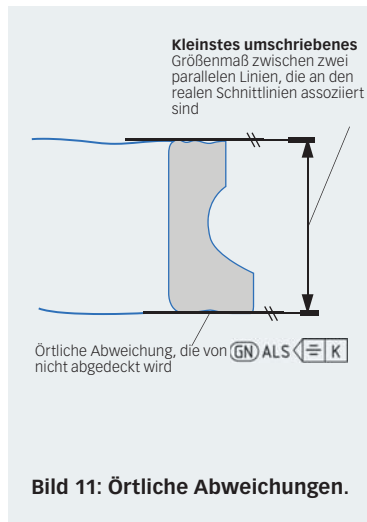 Kleinstes umschriebenes
Größenmaß zwischen zwei
parallelen Linien, die an den
realen Schnittlinien assoziiert
sind
Örtliche Abweichung, die von GN ALS K
nicht abgedeckt wird
Bild 11: Örtliche Abweichungen.